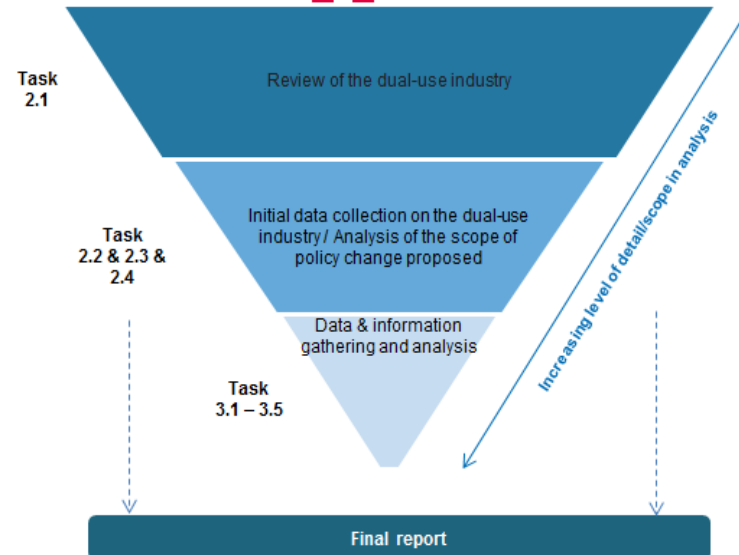 Task
2.1
Review of the dual-use industry
Increasing level of detail/scope in analysis
Task
2.2 & 2.3 &
2.4
Initial data collection on the dual-use
industry / Analysis of the scope of
policy change proposed
Data & information
gathering and analysis
Task
3.1 – 3.5
Final report